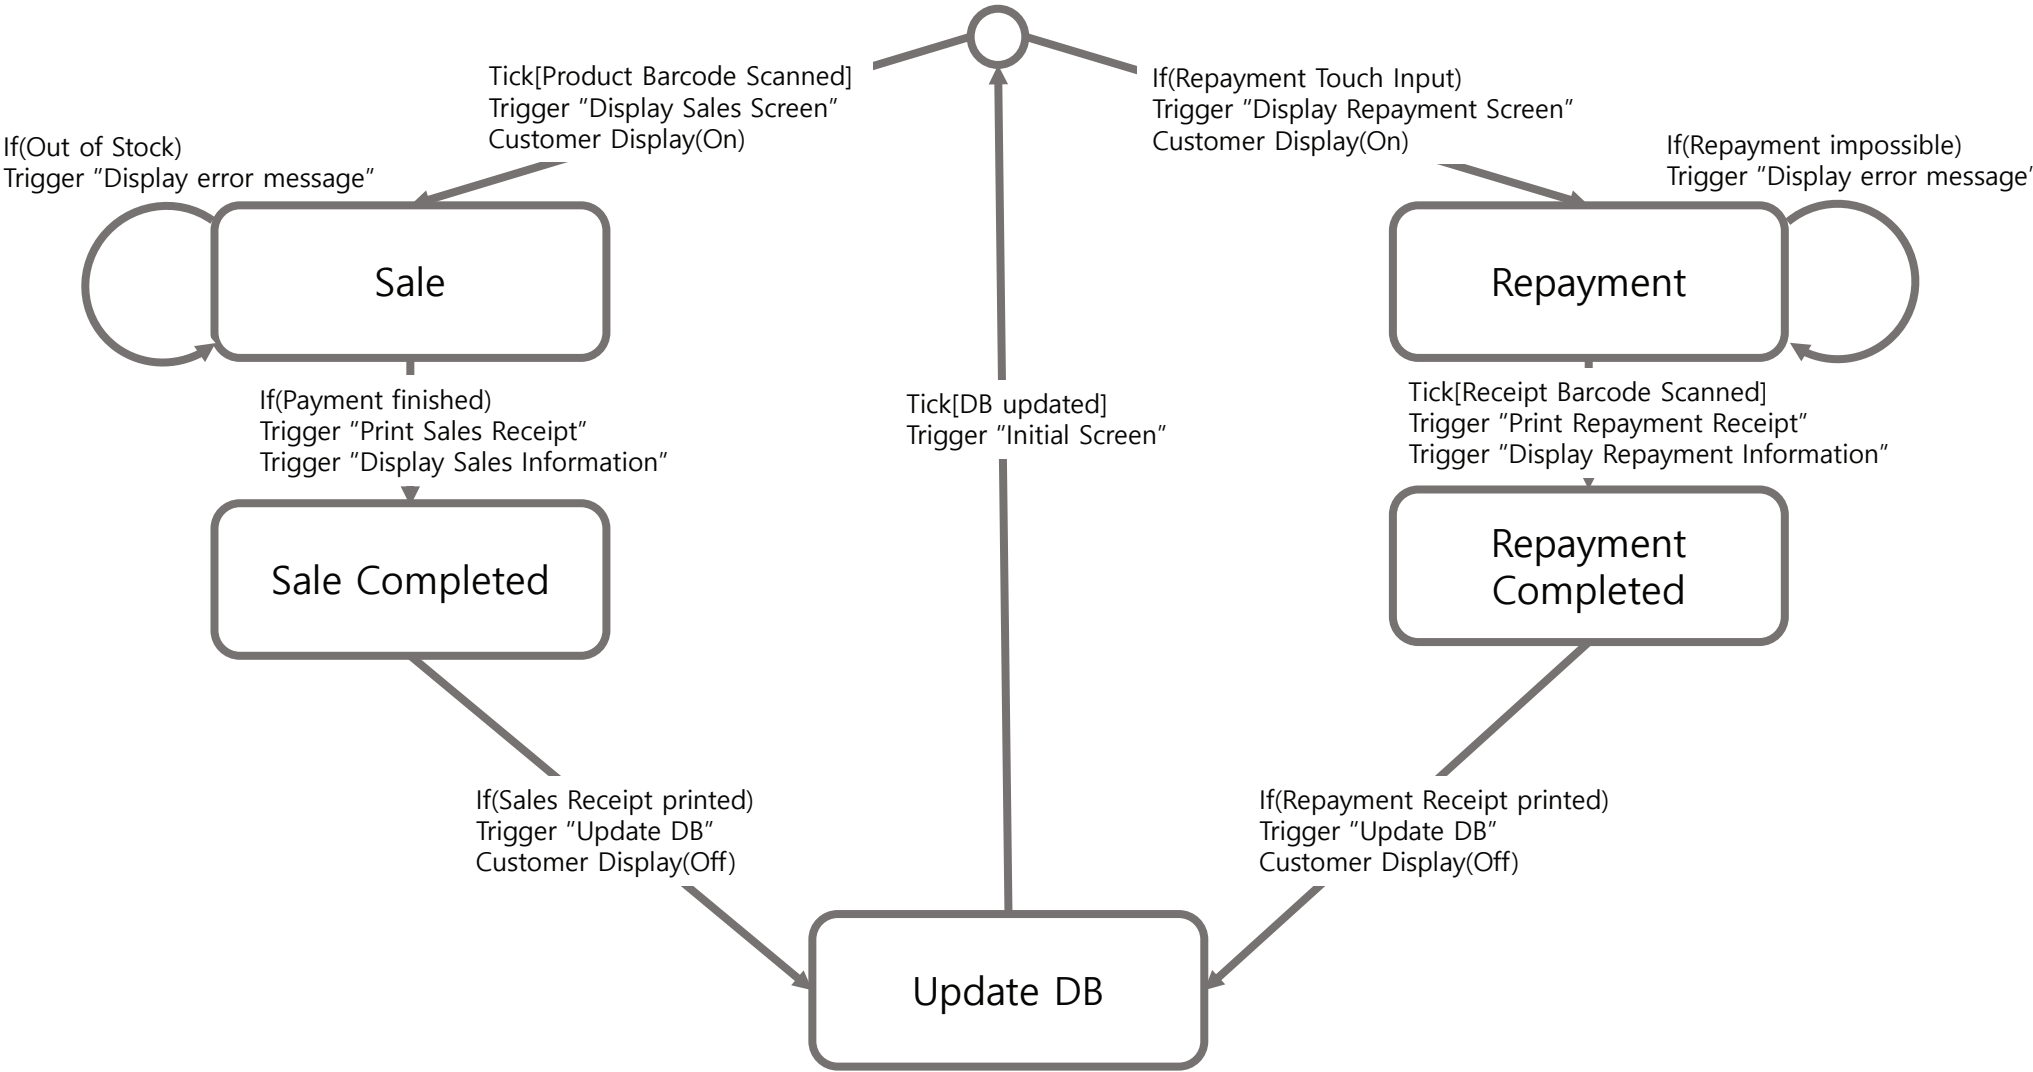 Tick[Product Barcode Scanned]
Trigger "Display Sales Screen"
Customer Display(On)
If(Repayment Touch Input)
Trigger "Display Repayment Screen"
Customer Display(On)
If(Out of Stock)
Trigger "Display error message"
If(Repayment impossible)
Trigger "Display error message'
Sale
Repayment
If(Payment finished)
Trigger "Print Sales Receipt"
Trigger "Display Sales Information"
Tick[DB updated]
Trigger "Initial Screen"
Tick[Receipt Barcode Scanned]
Trigger "Print Repayment Receipt"
Trigger "Display Repayment Information"
Sale Completed
Repayment
Completed
If(Sales Receipt printed)
Trigger "Update DB"
Customer Display(Off)
If(Repayment Receipt printed)
Trigger "Update DB"
Customer Display(Off)
Update DB